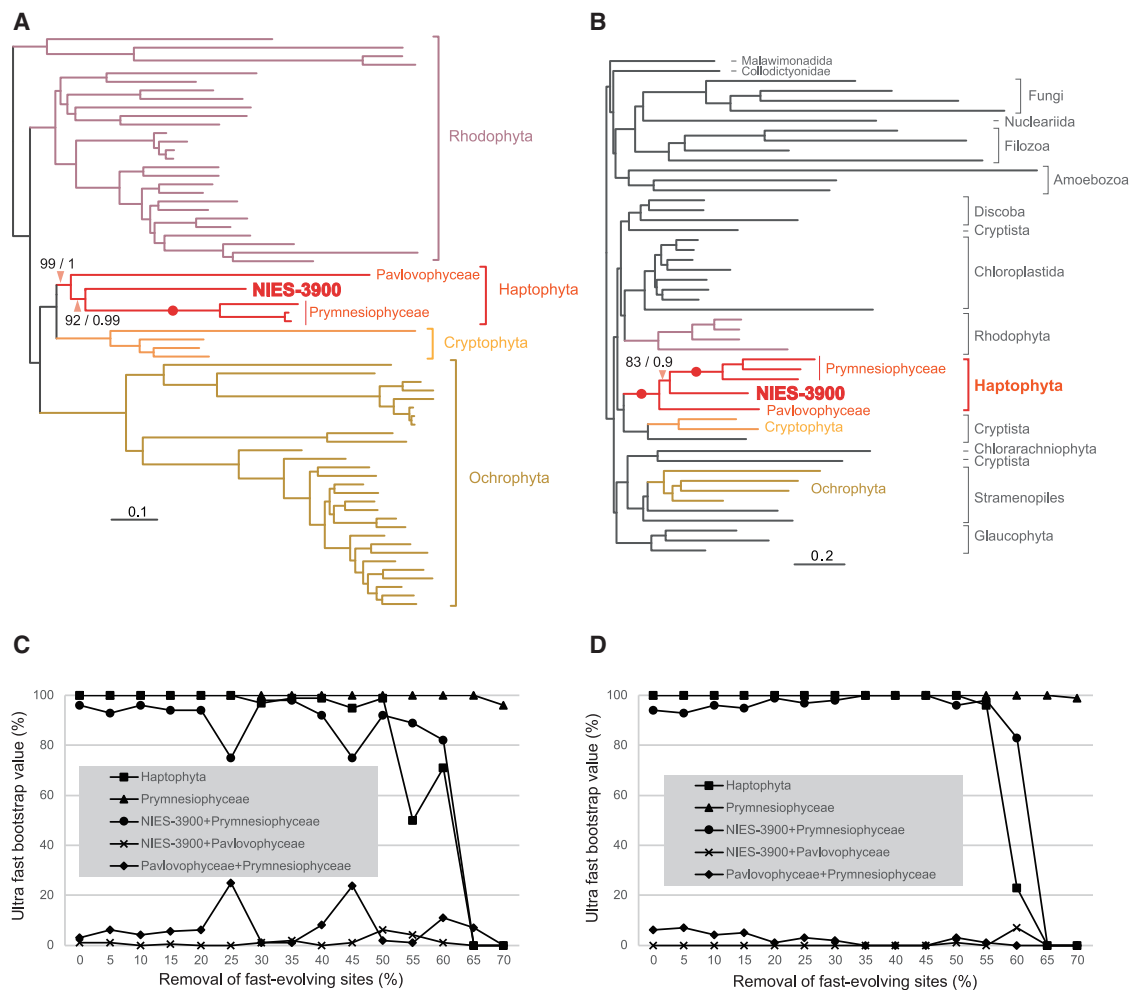 A
Rhodophyta
99 / 1
Pavlovophyceae
NIES-3900
Haptophyta
Prymnesiophyceae
92 / 0.99
Cryptophyta
Ochrophyta
0.1
B
Malawimonadida
Collodictyonidae
Fungi
Nucleariida
Filozoa
Amoebozoa
Discoba
Cryptista
Chloroplastida
Rhodophyta
83 / 0.9
Prymnesiophyceae
NIES-3900
Haptophyta
Pavlovophyceae
Cryptophyta
Cryptista
Chlorarachniophyta
Cryptista
Ochrophyta
Stramenopiles
Glaucophyta
0.2
C
Ultra fast bootstrap value (%)
100
80
60
40
20
0
Haptophyta
Prymnesiophyceae
NIES-3900+Prymnesiophyceae
NIES-3900+Pavlovophyceae
Pavlovophyceae+Prymnesiophyceae
0 5 10 15 20 25 30 35 40 45 50 55 60 65 70
Removal of fast-evolving sites (%)
D
Ultra fast bootstrap value (%)
100
80
60
40
20
0
Haptophyta
Prymnesiophyceae
NIES-3900+Prymnesiophyceae
NIES-3900+Pavlovophyceae
Pavlovophyceae+Prymnesiophyceae
0 5 10 15 20 25 30 35 40 45 50 55 60 65 70
Removal of fast-evolving sites (%)